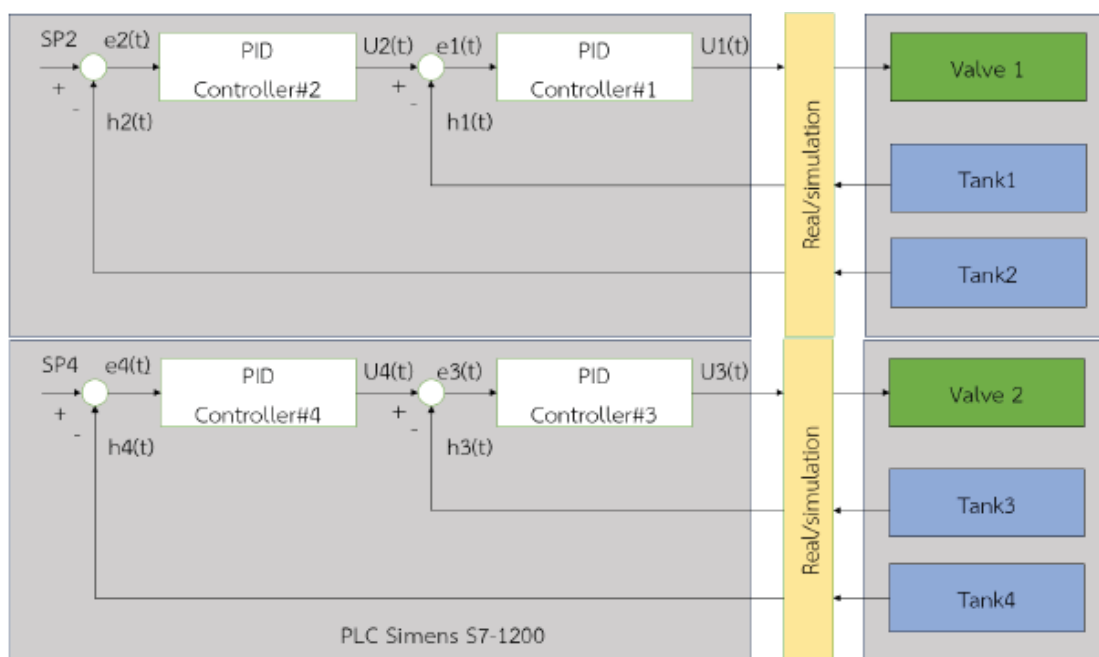 SP2
e2(t)
PID
Controller#2
U2(t)
e1(t)
PID
Controller#1
U1(t)
Valve 1
+
-
+
-
h2(t)
h1(t)
Real/simulation
Tank1
Tank2
SP4
e4(t)
PID
Controller#4
U4(t)
e3(t)
PID
Controller#3
U3(t)
Valve 2
+
-
+
-
h4(t)
h3(t)
Real/simulation
Tank3
Tank4
PLC Simens S7-1200